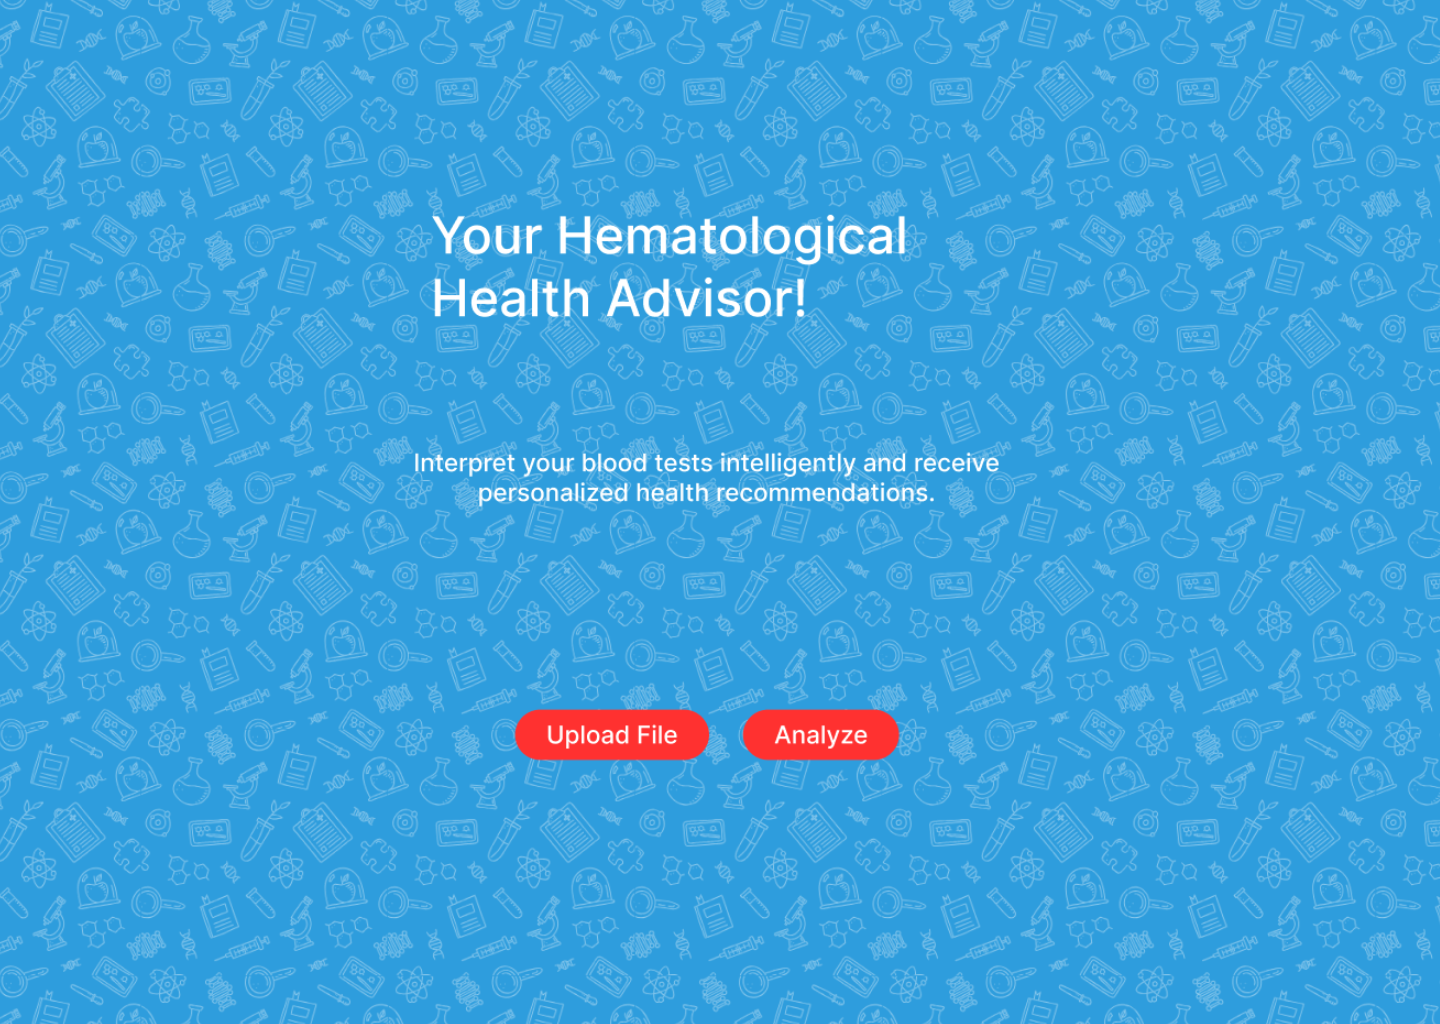 Your Hematological
Health Advisor!
Interpret your blood tests intelligently and receive
personalized health recommendations.
Upload File
Analyze